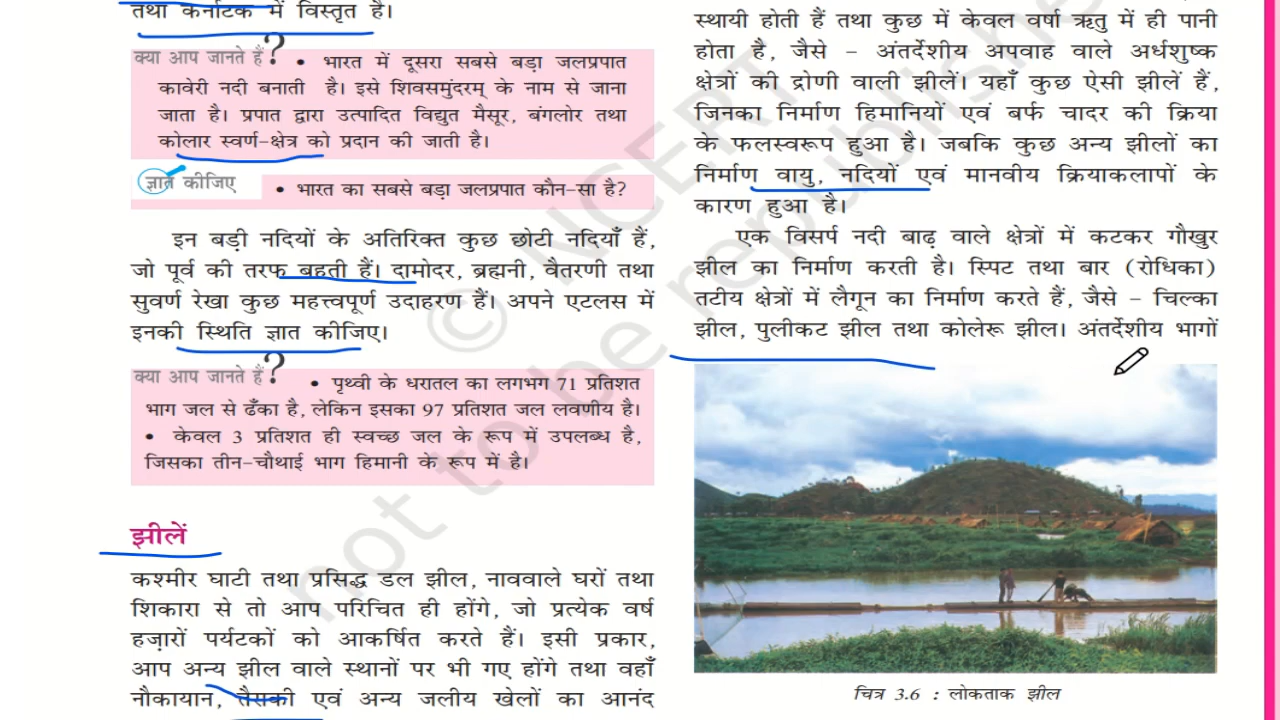 तथा कर्नाटक में विस्तृत है।
क्या आप जानते हैं? • भारत में दूसरा सबसे बड़ा जलप्रपात
कावेरी नदी बनाती है। इसे शिवसमुंदरम् के नाम से जाना
जाता है। प्रपात द्वारा उत्पादित विद्युत मैसूर, बंगलोर तथा
कोलार स्वर्ण-क्षेत्र को प्रदान की जाती है।
ज्ञात कीजिए • भारत का सबसे बड़ा जलप्रपात कौन-सा है?
इन बड़ी नदियों के अतिरिक्त कुछ छोटी नदियाँ हैं,
जो पूर्व की तरफ बहती हैं। दामोदर, ब्रह्मनी, वैतरणी तथा
सुवर्ण रेखा कुछ महत्त्वपूर्ण उदाहरण हैं। अपने एटलस में
इनकी स्थिति ज्ञात कीजिए।
क्या आप जानते हैं? • पृथ्वी के धरातल का लगभग 71 प्रतिशत
भाग जल से ढँका है, लेकिन इसका 97 प्रतिशत जल लवणीय है।
• केवल 3 प्रतिशत ही स्वच्छ जल के रूप में उपलब्ध है,
जिसका तीन-चौथाई भाग हिमानी के रूप में है।
झीलें
कश्मीर घाटी तथा प्रसिद्ध डल झील, नाववाले घरों तथा
शिकारा से तो आप परिचित ही होंगे, जो प्रत्येक वर्ष
हज़ारों पर्यटकों को आकर्षित करते हैं। इसी प्रकार,
आप अन्य झील वाले स्थानों पर भी गए होंगे तथा वहाँ
नौकायान, तैराकी एवं अन्य जलीय खेलों का आनंद
स्थायी होती हैं तथा कुछ में केवल वर्षा ऋतु में ही पानी
होता है, जैसे – अंतर्देशीय अपवाह वाले अर्धशुष्क
क्षेत्रों की द्रोणी वाली झीलें। यहाँ कुछ ऐसी झीलें हैं,
जिनका निर्माण हिमानियों एवं बर्फ चादर की क्रिया
के फलस्वरूप हुआ है। जबकि कुछ अन्य झीलों का
निर्माण वायु, नदियों एवं मानवीय क्रियाकलापों के
कारण हुआ है।
एक विसर्प नदी बाढ़ वाले क्षेत्रों में कटकर गौखुर
झील का निर्माण करती है। स्पिट तथा बार (रोधिका)
तटीय क्षेत्रों में लैगून का निर्माण करते हैं, जैसे – चिल्का
झील, पुलीकट झील तथा कोलेरू झील। अंतर्देशीय भागों
चित्र 3.6 : लोकताक झील
© NCERT
not to be republishe